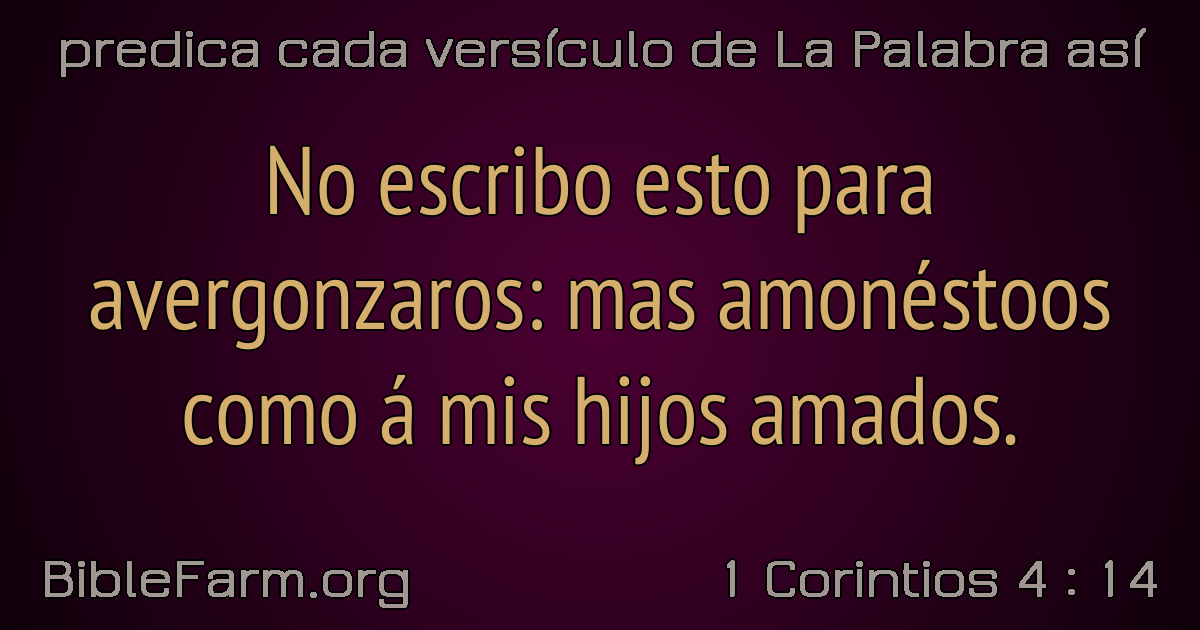 predica cada versículo de La Palabra así
No escribo esto para
avergonzaros: mas amonéstoos
como á mis hijos amados.
BibleFarm.org
1 Corintios 4 : 14